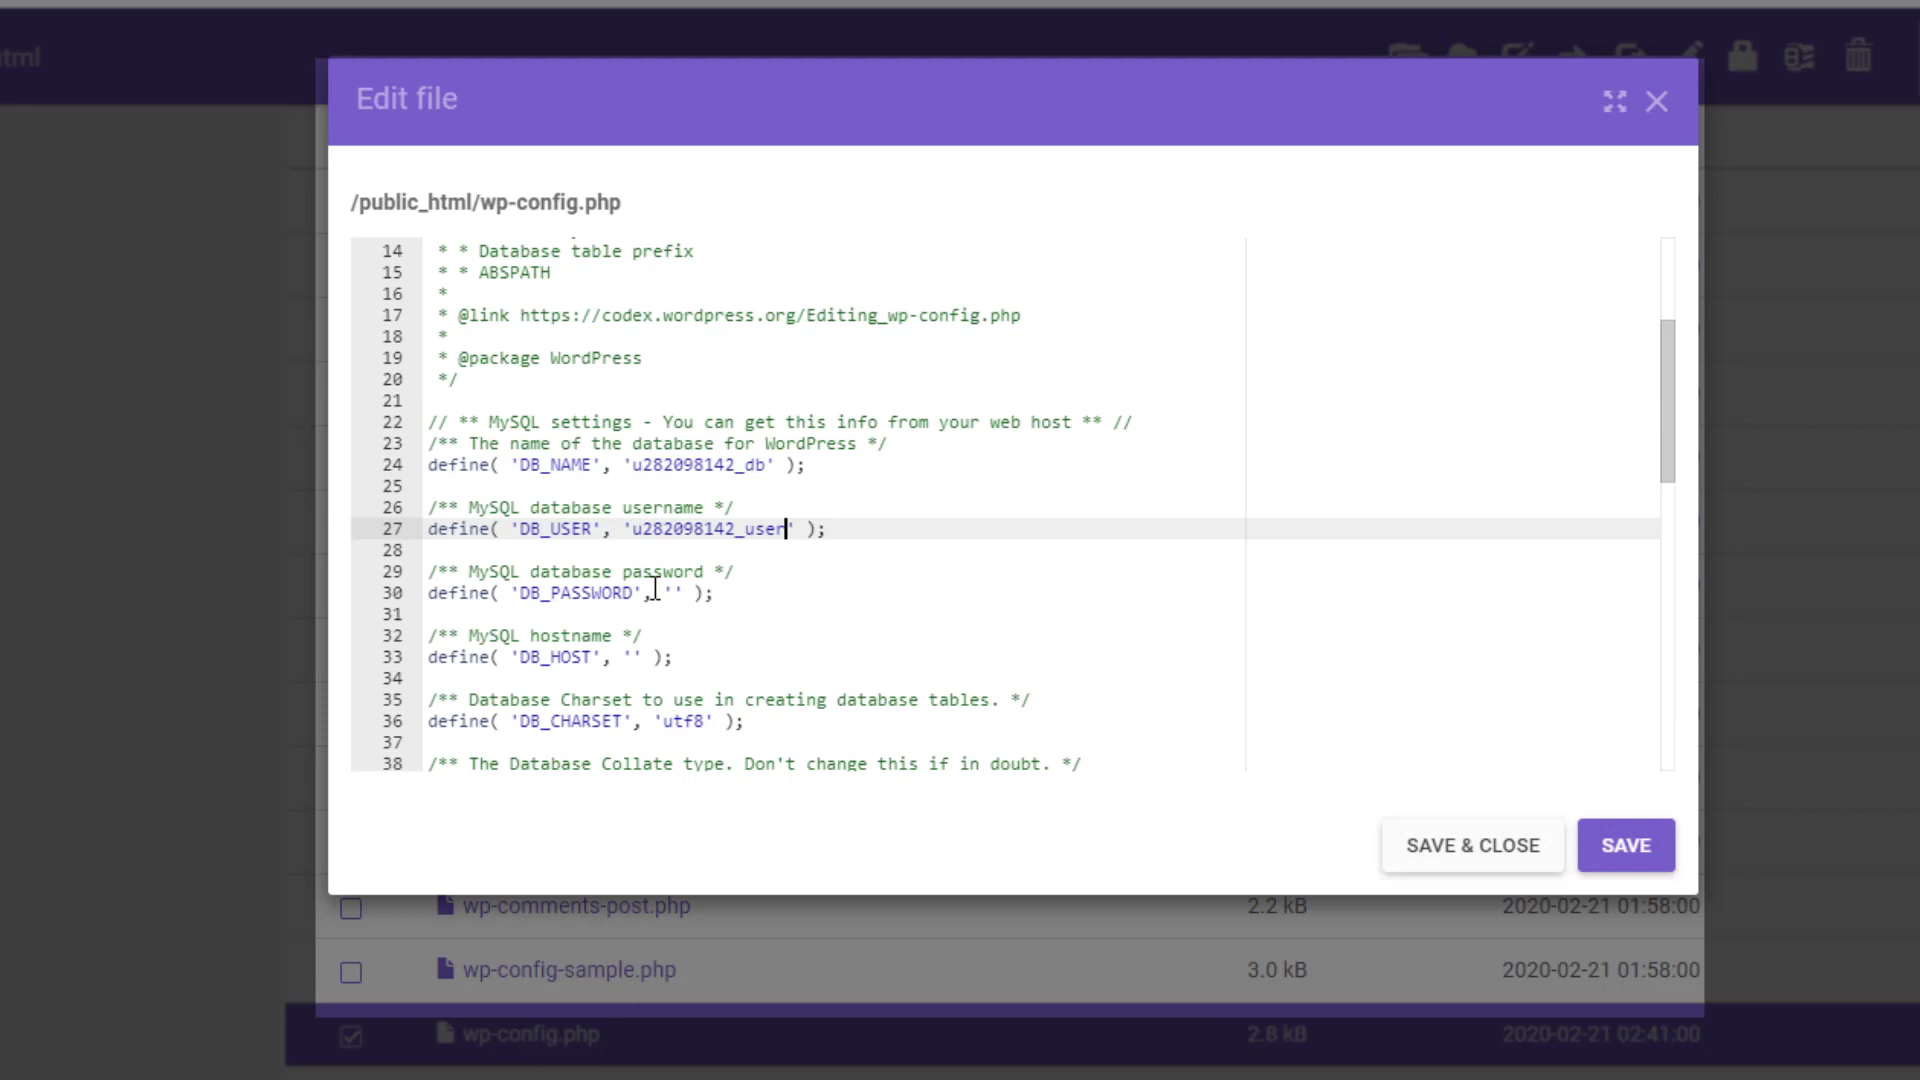 tml
Edit file
/public_html/wp-config.php
14 * * Database table prefix
15 * * ABSPATH
16 *
17 * @link https://codex.wordpress.org/Editing_wp-config.php
18 *
19 * @package WordPress
20 */
21
22 // ** MySQL settings - You can get this info from your web host ** //
23 /** The name of the database for WordPress */
24 define( 'DB_NAME', 'u282098142_db' );
25
26 /** MySQL database username */
27 define( 'DB_USER', 'u282098142_user' );
28
29 /** MySQL database password */
30 define( 'DB_PASSWORD', '' );
31
32 /** MySQL hostname */
33 define( 'DB_HOST', '' );
34
35 /** Database Charset to use in creating database tables. */
36 define( 'DB_CHARSET', 'utf8' );
37
38 /** The Database Collate type. Don't change this if in doubt. */
SAVE & CLOSE SAVE
wp-comments-post.php 2.2 kB 2020-02-21 01:58:00
wp-config-sample.php 3.0 kB 2020-02-21 01:58:00
wp-config.php 2.8 kB 2020-02-21 02:41:00